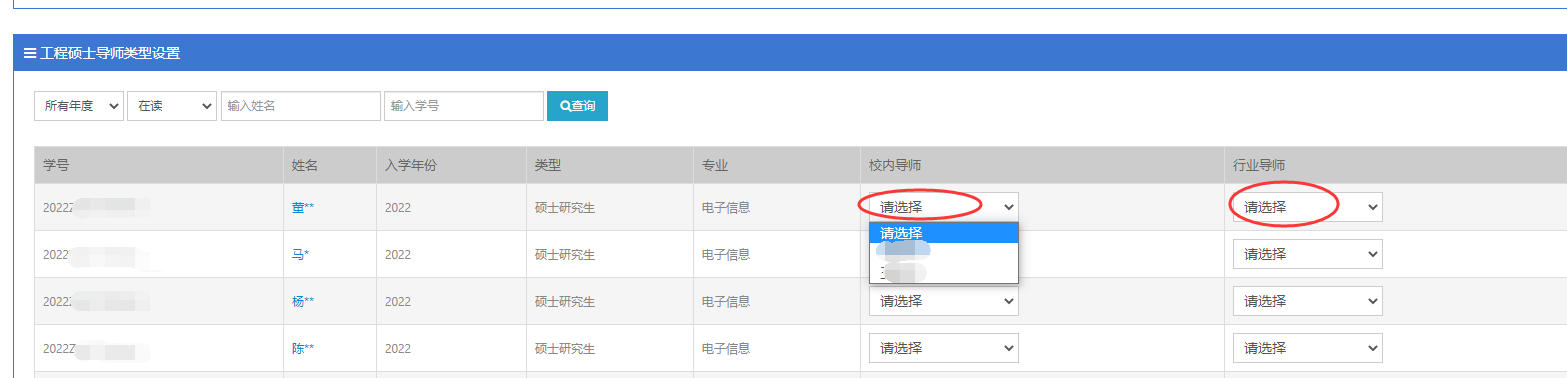 工程硕士导师类型设置
所有年度 在读 输入姓名 输入学号 查询
学号 姓名 入学年份 类型 专业 校内导师 行业导师
2022Z 董** 2022 硕士研究生 电子信息 请选择 请选择
请选择
2022 马* 2022 硕士研究生 电子信息 请选择
2022Z 杨** 2022 硕士研究生 电子信息 请选择 请选择
2022Z 陈** 2022 硕士研究生 电子信息 请选择 请选择